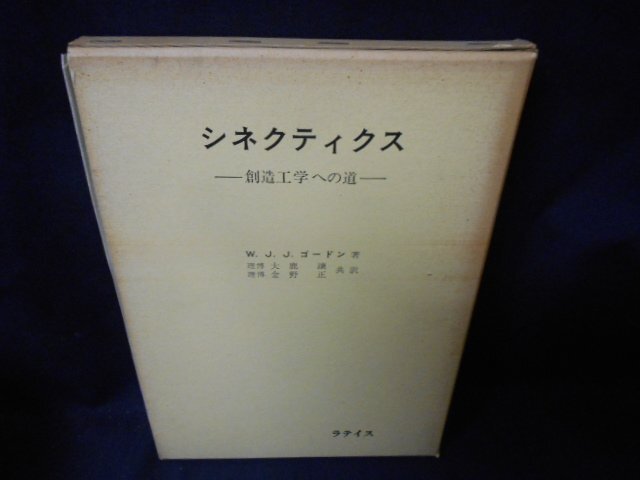 シネクティクス
――創造工学への道――
W. J. J. ゴードン 著
理博 大鹿 譲 共訳
理博 金野 正
ラテイス